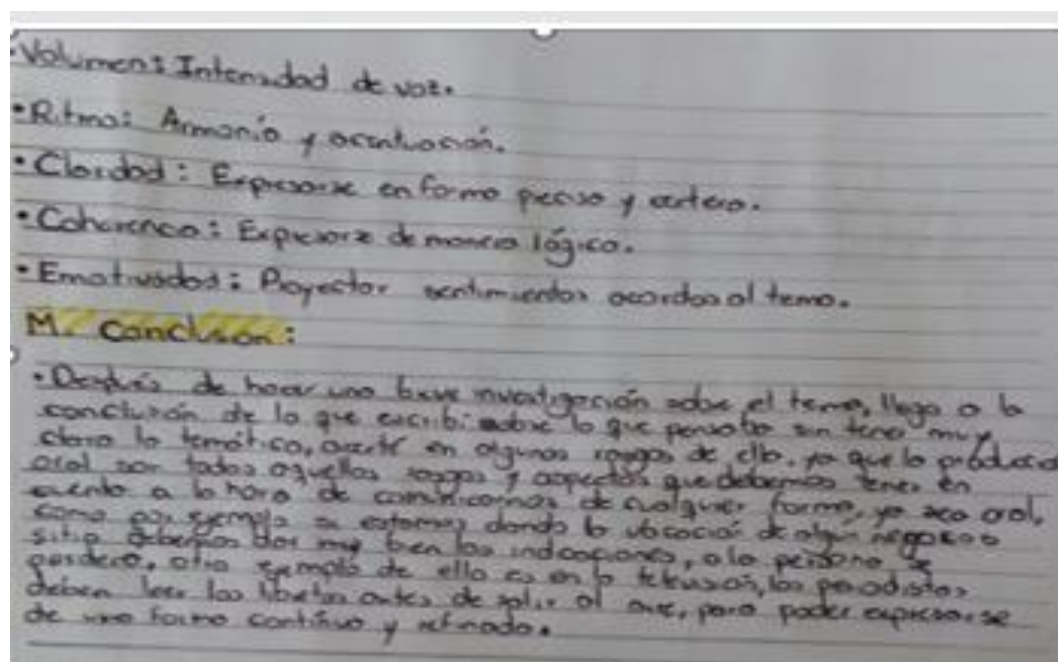 •Volumen: Intensidad de voz.
•Ritmo: Armonía y acentuación.
•Claridad: Expresarse en forma precisa y certera.
•Coherencia: Expresarse de manera lógica.
•Emotividad: Proyectar sentimientos acordes al tema.
M. Conclusión:
•Después de hacer una breve investigación sobre el tema, llego a la
conclusión de lo que escribí sobre lo que pensaba sin tener muy
clara la temática, acerté en algunos rasgos de ella, ya que la producción
oral son todos aquellos rasgos y aspectos que debemos tener en
cuenta a la hora de comunicarnos de cualquier forma, ya sea oral,
como por ejemplo si estamos dando la ubicación de algún negocio o
sitio debemos dar muy bien las indicaciones, o la persona se
perderá, otro ejemplo de ello es en la televisión, los periodistas
deben leer los libretos antes de salir al aire, para poder expresarse
de una forma continua y refinada.